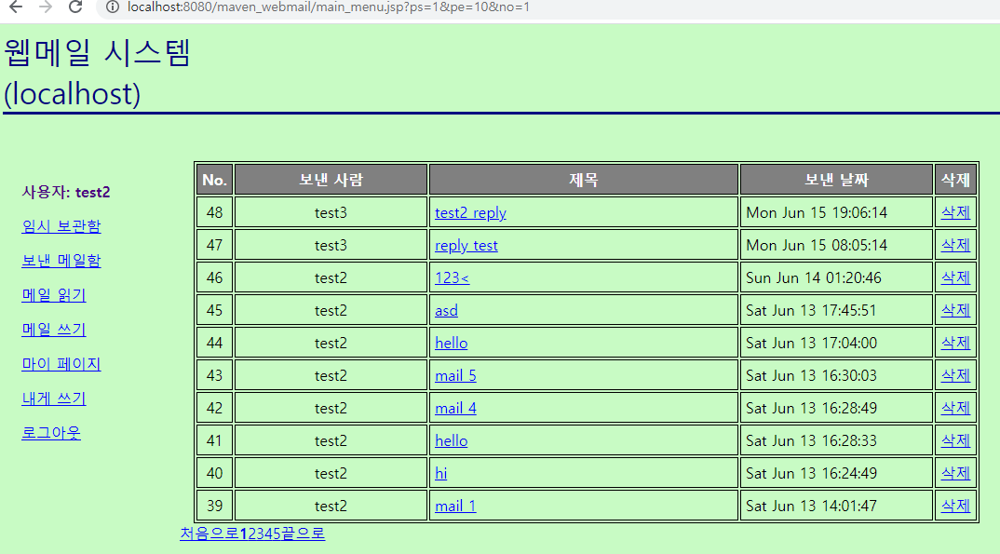 localhost:8080/maven_webmail/main_menu.jsp?ps=1&pe=10&no=1
웹메일 시스템
(localhost)
사용자: test2
임시 보관함
보낸 메일함
메일 읽기
메일 쓰기
마이 페이지
내게 쓰기
로그아웃
No. 보낸 사람 제목 보낸 날짜 삭제
48 test3 test2 reply Mon Jun 15 19:06:14 삭제
47 test3 reply test Mon Jun 15 08:05:14 삭제
46 test2 123< Sun Jun 14 01:20:46 삭제
45 test2 asd Sat Jun 13 17:45:51 삭제
44 test2 hello Sat Jun 13 17:04:00 삭제
43 test2 mail 5 Sat Jun 13 16:30:03 삭제
42 test2 mail 4 Sat Jun 13 16:28:49 삭제
41 test2 hello Sat Jun 13 16:28:33 삭제
40 test2 hi Sat Jun 13 16:24:49 삭제
39 test2 mail 1 Sat Jun 13 14:01:47 삭제
처음으로12345끝으로